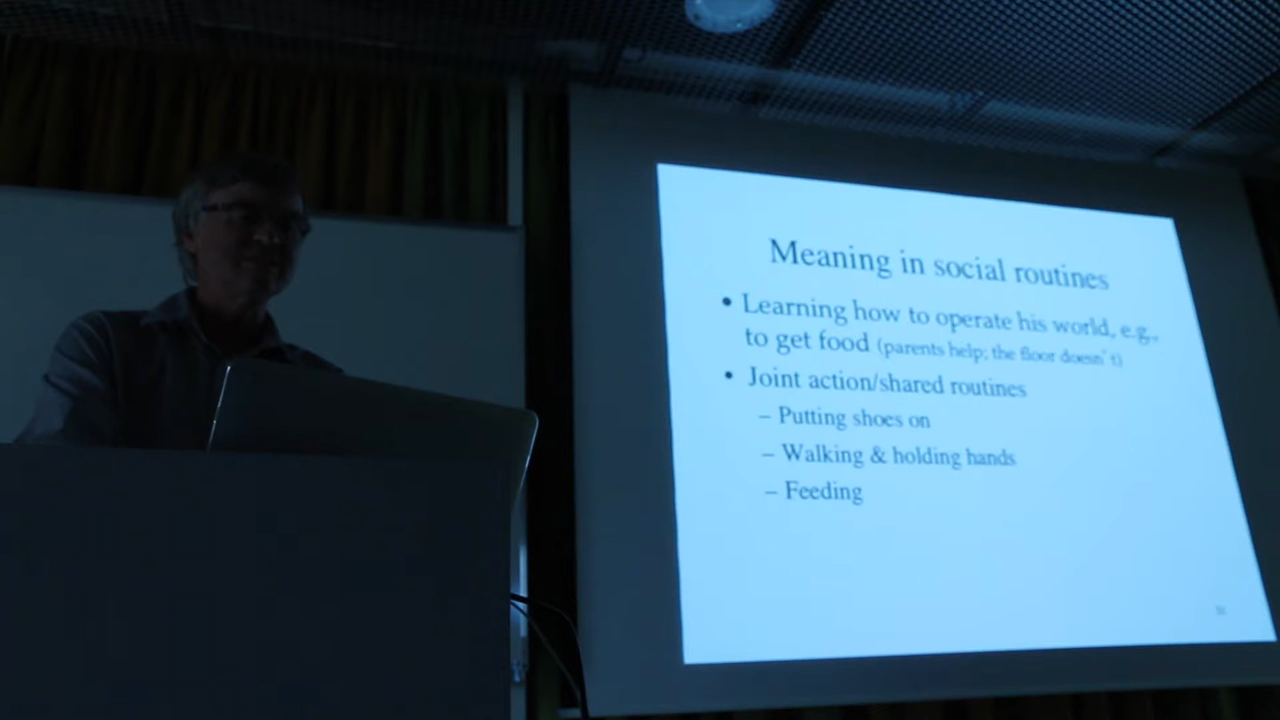 Meaning in social routines
• Learning how to operate his world, e.g.,
to get food (parents help; the floor doesn't)
• Joint action/shared routines
– Putting shoes on
– Walking & holding hands
– Feeding